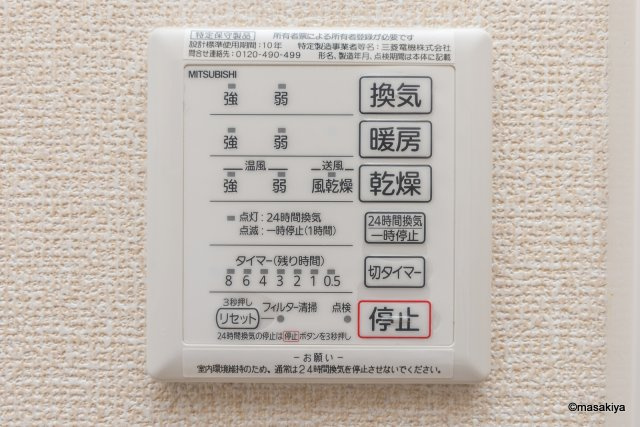 特定保守製品 所有者票による所有者登録が必要です
設計標準使用期間：10年 特定製造事業者等名：三菱電機株式会社
問合せ連絡先：0120-490-499 形名、製造年月、点検期間は本体に記載
MITSUBISHI
強 弱 換気
強 弱 暖房
温風 送風
強 弱 風乾燥 乾燥
点灯：24時間換気
点滅：一時停止(1時間)
24時間換気
一時停止
タイマー(残り時間)
8 6 4 3 2 1 0.5
切タイマー
3秒押し
リセット フィルター清掃 点検
停止
24時間換気の停止は停止ボタンを3秒押し
－お願い－
室内環境維持のため、通常は24時間換気を停止させないでください。
©masakiya